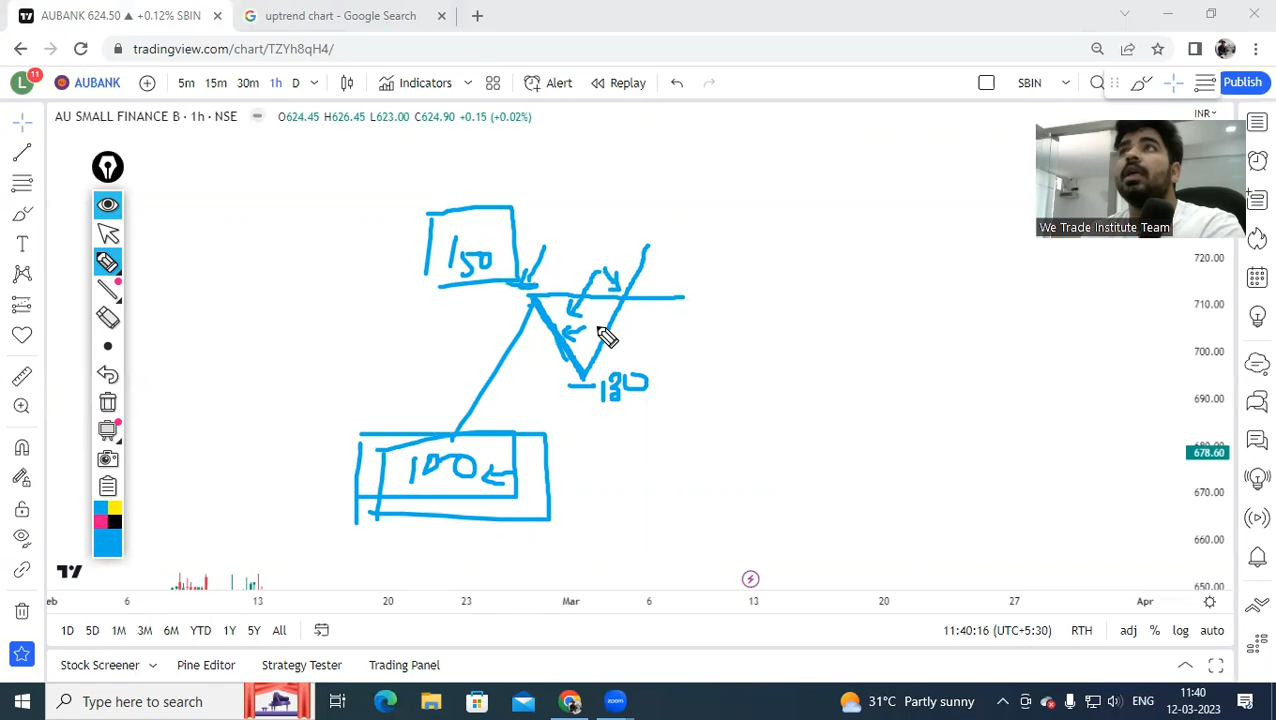 AUBANK 624.50 ▲ +0.12% SBIN
uptrend chart - Google Search
tradingview.com/chart/TZYh8qH4/
L 11
AUBANK
5m 15m 30m 1h D
Indicators
Alert
Replay
SBIN
Publish
AU SMALL FINANCE B · 1h · NSE
O624.45 H626.45 L623.00 C624.90 +0.15 (+0.02%)
INR
We Trade Institute Team
150
130
100
720.00
710.00
700.00
690.00
680.00
678.60
670.00
660.00
650.00
eb 6 13 20 23 Mar 6 13 20 27 Apr
1D 5D 1M 3M 6M YTD 1Y 5Y All
11:40:16 (UTC+5:30) RTH adj % log auto
Stock Screener Pine Editor Strategy Tester Trading Panel
Type here to search
zoom
31°C Partly sunny
ENG
11:40
12-03-2023